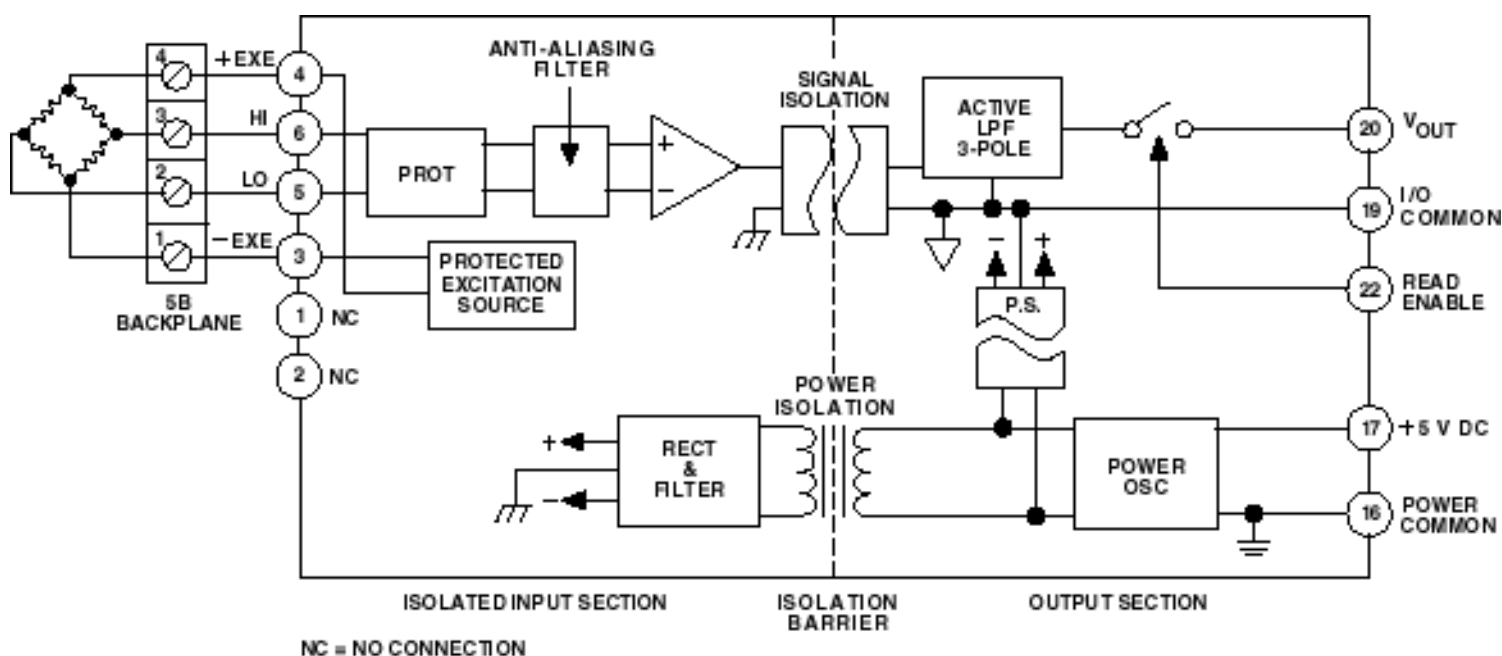 4
+EXE
4
3
HI
6
2
LO
5
1
−EXE
3
5B
BACKPLANE
1
NC
2
NC
ANTI-ALIASING
FILTER
PROT
+
−
PROTECTED
EXCITATION
SOURCE
SIGNAL
ISOLATION
ACTIVE
LPF
3-POLE
20
VOUT
19
I/O
COMMON
22
READ
ENABLE
−
+
P.S.
POWER
ISOLATION
+
−
RECT
&
FILTER
POWER
OSC
17
+5 V DC
16
POWER
COMMON
ISOLATED INPUT SECTION
ISOLATION
BARRIER
OUTPUT SECTION
NC = NO CONNECTION